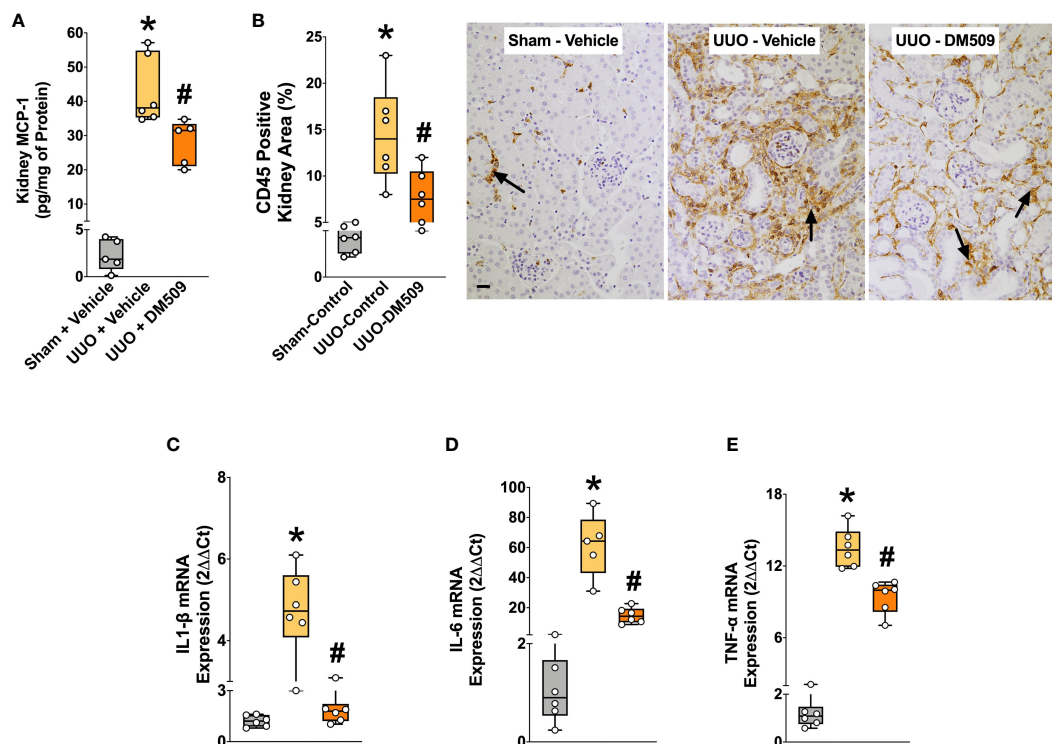 A
Kidney MCP-1
(pg/mg of Protein)
60
50
40
30
20
10
5
0
*
#
Sham + Vehicle
UUO + Vehicle
UUO + DM509
B
CD45 Positive
Kidney Area (%)
25
20
15
10
5
0
*
#
Sham-Control
UUO-Control
UUO-DM509
Sham - Vehicle
UUO - Vehicle
UUO - DM509
C
IL1-β mRNA
Expression (2ΔΔCt)
8
6
4
3
0
*
#
D
IL-6 mRNA
Expression (2ΔΔCt)
100
80
60
40
20
2
0
*
#
E
TNF-α mRNA
Expression (2ΔΔCt)
18
12
6
2
0
*
#